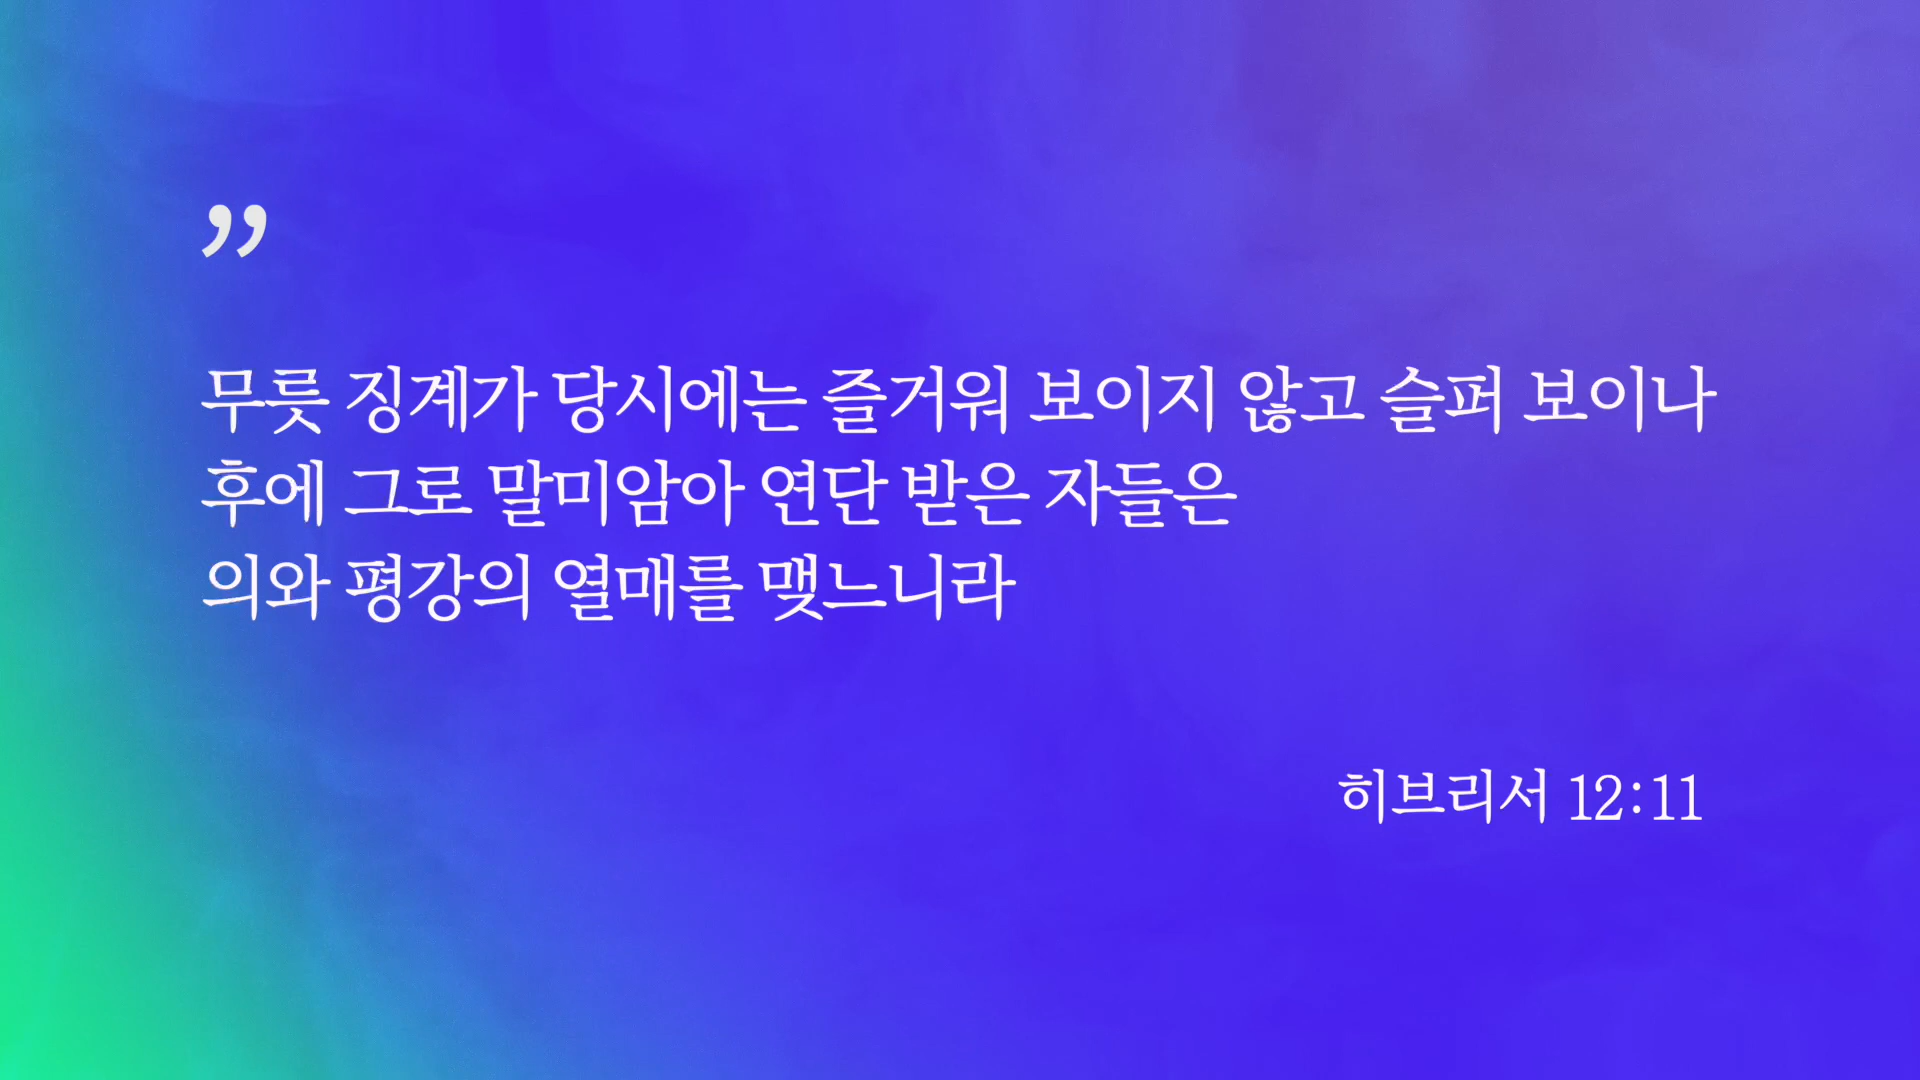 ”
무릇 징계가 당시에는 즐거워 보이지 않고 슬퍼 보이나
후에 그로 말미암아 연단 받은 자들은
의와 평강의 열매를 맺느니라
히브리서 12:11